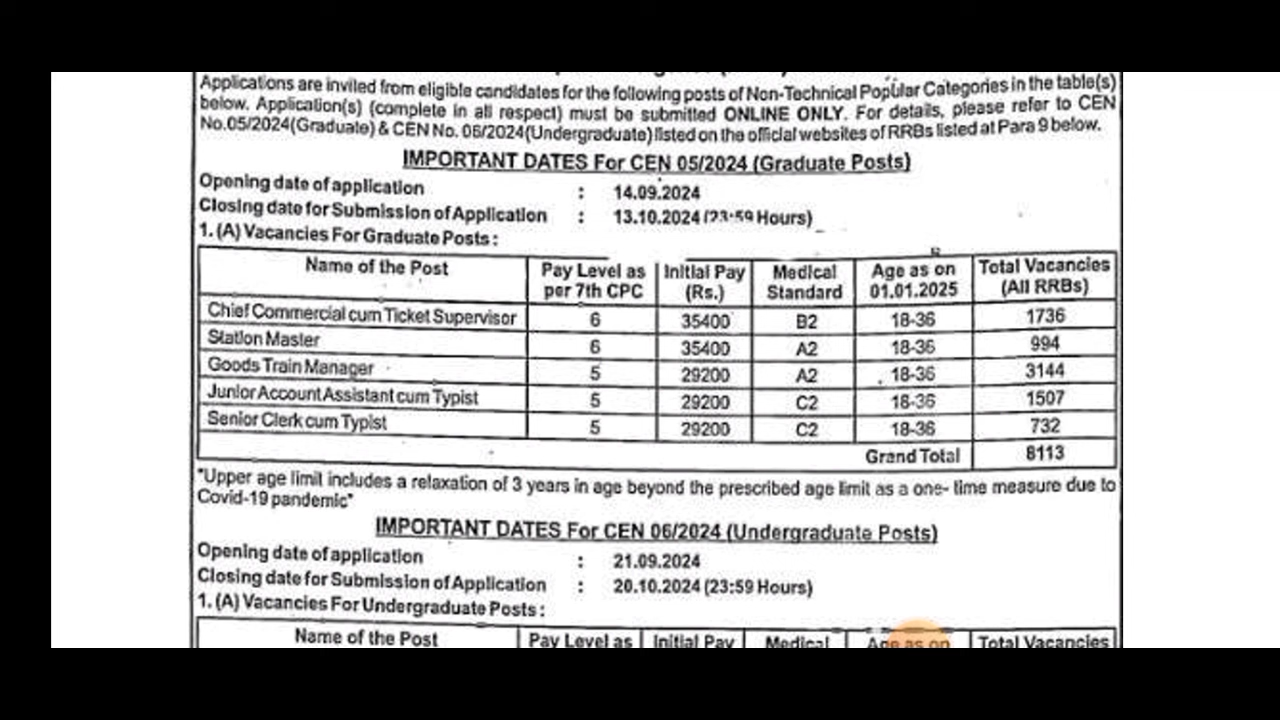 Applications are invited from eligible candidates for the following posts of Non-Technical Popular Categories in the table(s)
below. Application(s) (complete in all respect) must be submitted ONLINE ONLY. For details, please refer to CEN
No.05/2024(Graduate) & CEN No. 06/2024(Undergraduate) listed on the official websites of RRBs listed at Para 9 below.
IMPORTANT DATES For CEN 05/2024 (Graduate Posts)
Opening date of application : 14.09.2024
Closing date for Submission of Application : 13.10.2024 (23:59 Hours)
1. (A) Vacancies For Graduate Posts :
Name of the Post Pay Level as per 7th CPC Initial Pay (Rs.) Medical Standard Age as on 01.01.2025 Total Vacancies (All RRBs)
Chief Commercial cum Ticket Supervisor 6 35400 B2 18-36 1736
Station Master 6 35400 A2 18-36 994
Goods Train Manager 5 29200 A2 18-36 3144
Junior Account Assistant cum Typist 5 29200 C2 18-36 1507
Senior Clerk cum Typist 5 29200 C2 18-36 732
Grand Total 8113
"Upper age limit includes a relaxation of 3 years in age beyond the prescribed age limit as a one- time measure due to
Covid-19 pandemic"
IMPORTANT DATES For CEN 06/2024 (Undergraduate Posts)
Opening date of application : 21.09.2024
Closing date for Submission of Application : 20.10.2024 (23:59 Hours)
1. (A) Vacancies For Undergraduate Posts :
Name of the Post Pay Level as Initial Pay Medical Age as on Total Vacancies